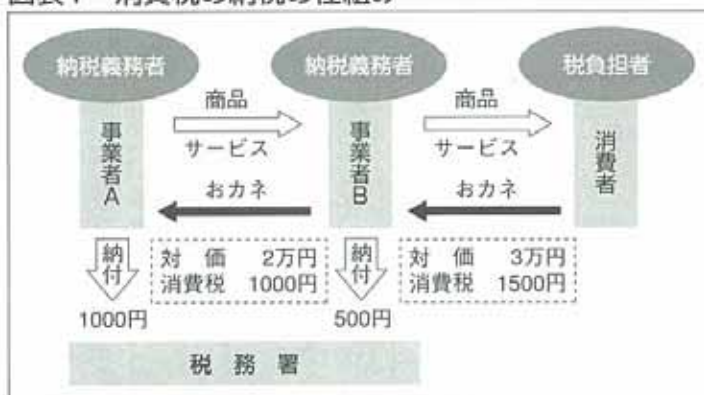 納税義務者
納税義務者
税負担者
事業者A
商品
サービス
おカネ
事業者B
商品
サービス
おカネ
消費者
納付
対価 2万円
消費税 1000円
納付
対価 3万円
消費税 1500円
1000円
500円
税務署